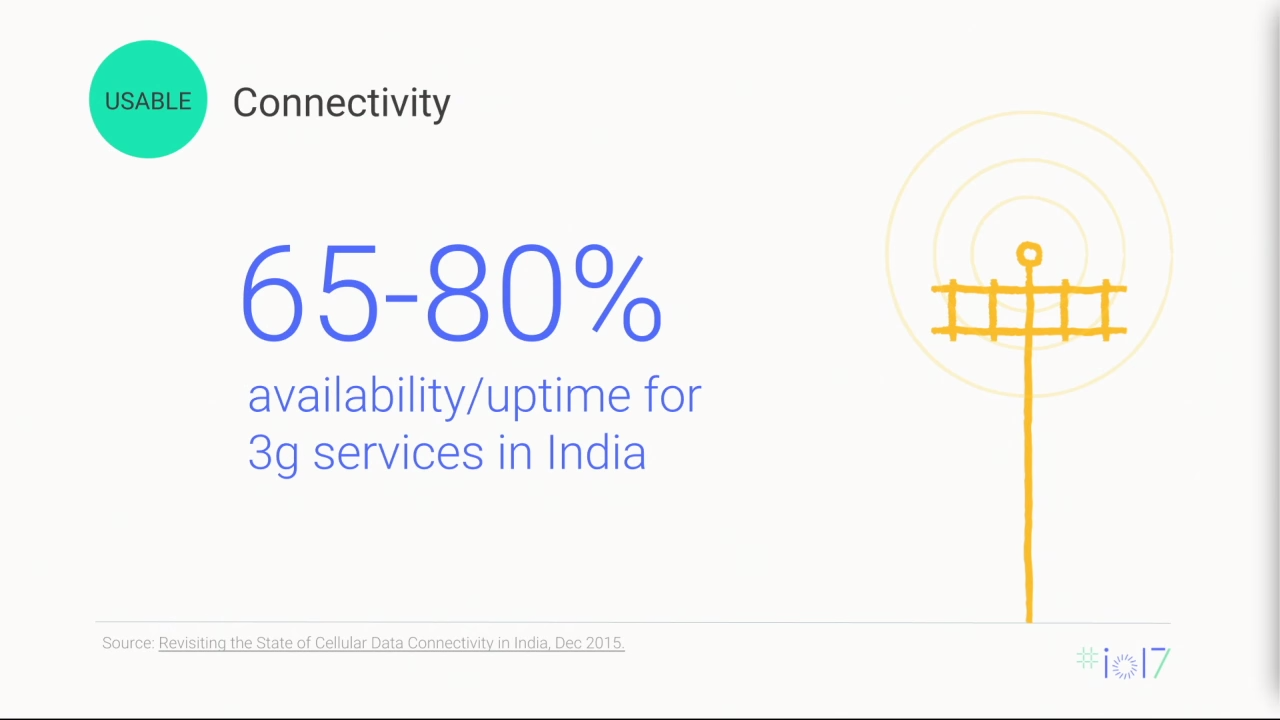 USABLE
Connectivity
65-80%
availability/uptime for
3g services in India
Source: Revisiting the State of Cellular Data Connectivity in India, Dec 2015.
#io17